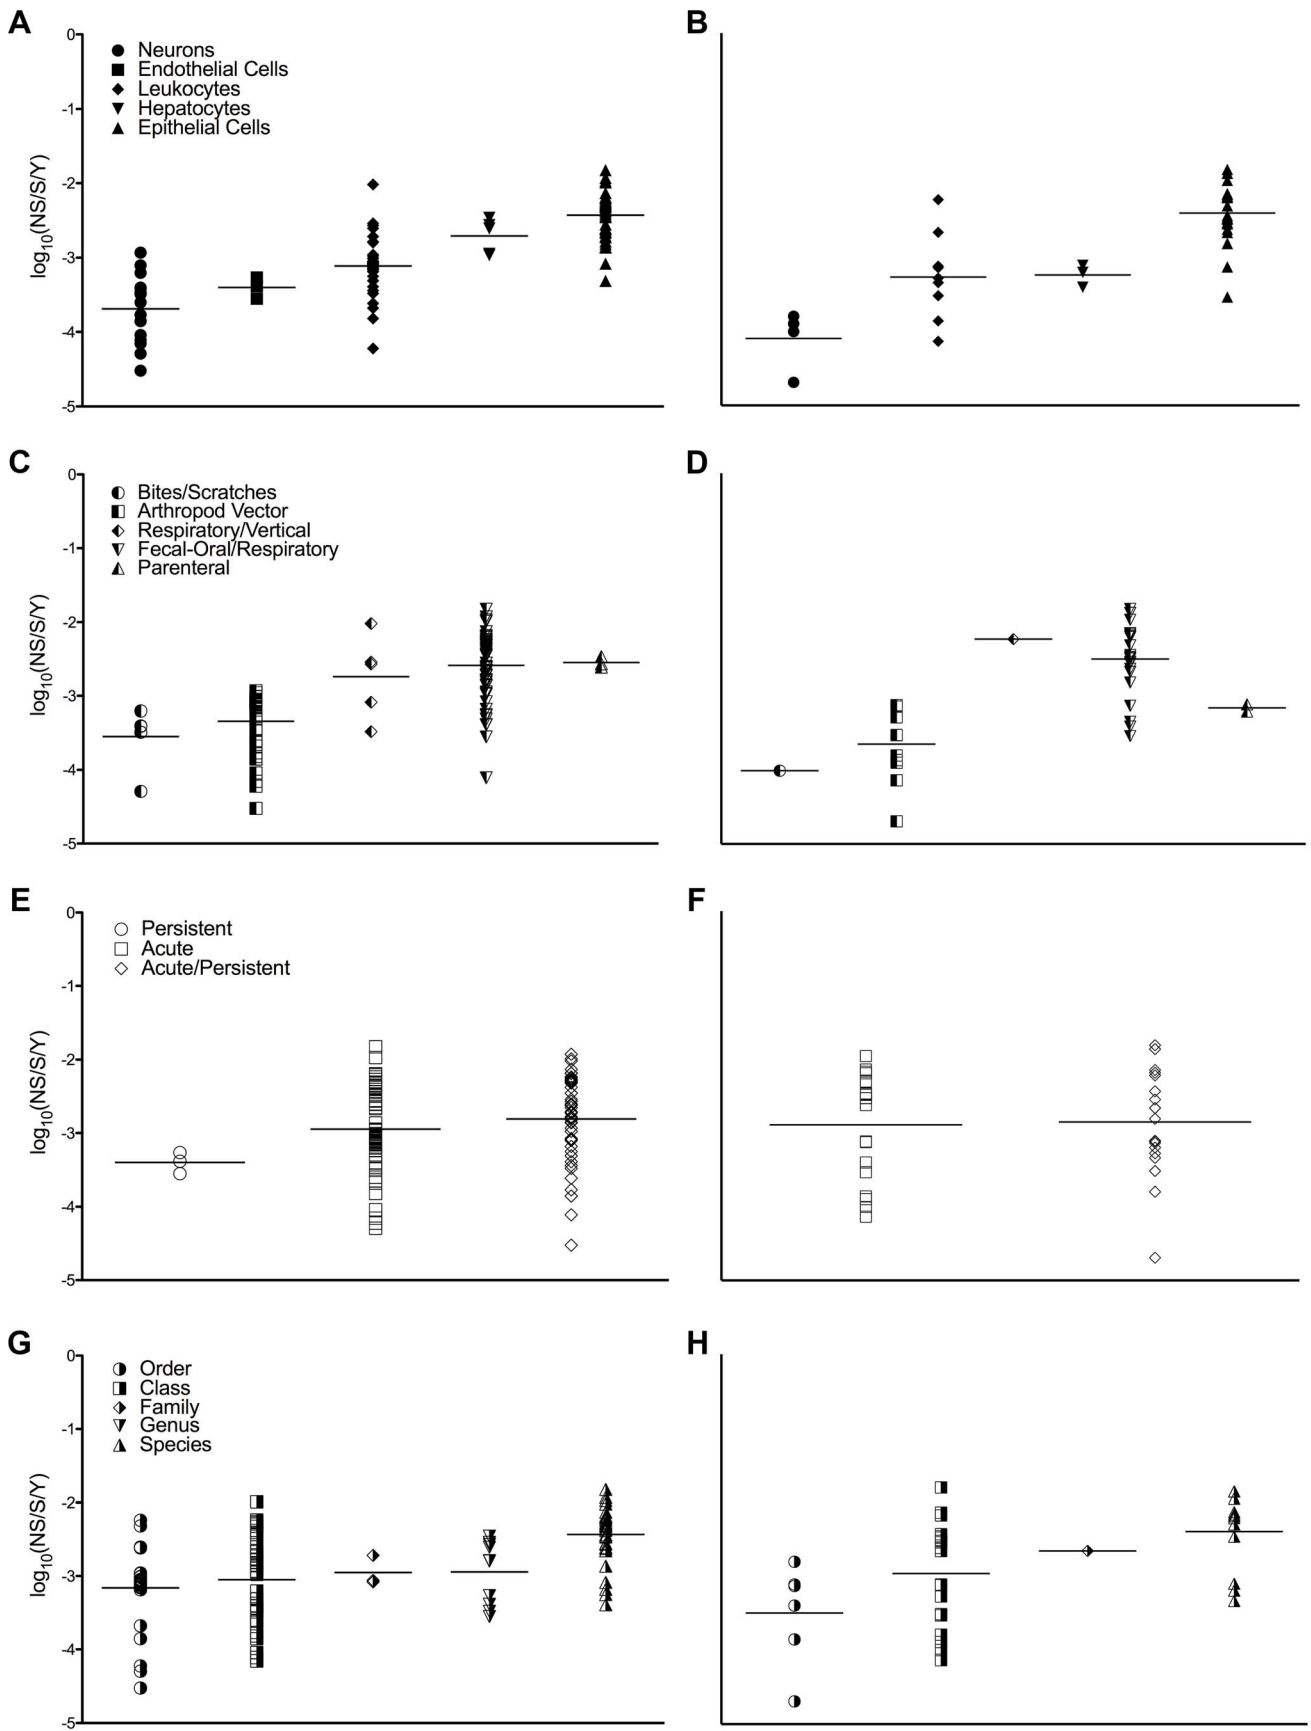 A
B
0
-1
-2
-3
-4
-5
log10(NS/S/Y)
Neurons
Endothelial Cells
Leukocytes
Hepatocytes
Epithelial Cells
C
D
0
-1
-2
-3
-4
-5
log10(NS/S/Y)
Bites/Scratches
Arthropod Vector
Respiratory/Vertical
Fecal-Oral/Respiratory
Parenteral
E
F
0
-1
-2
-3
-4
-5
log10(NS/S/Y)
Persistent
Acute
Acute/Persistent
G
H
0
-1
-2
-3
-4
-5
log10(NS/S/Y)
Order
Class
Family
Genus
Species